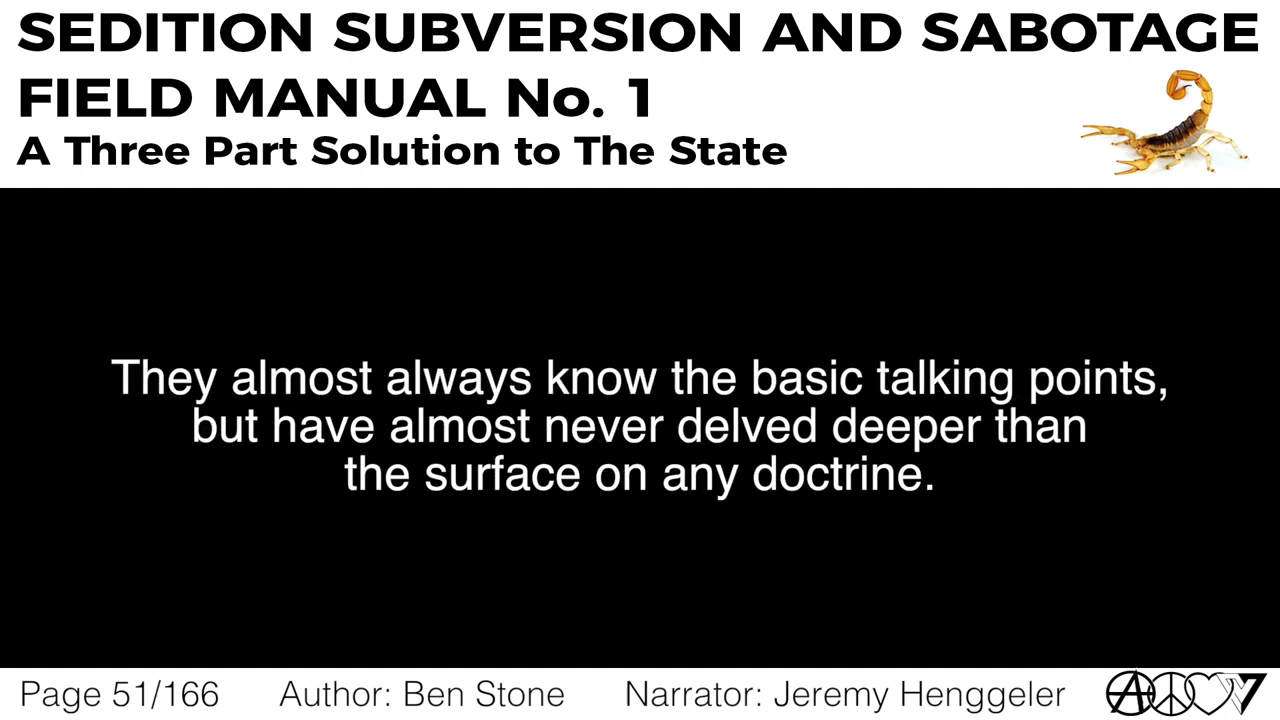 SEDITION SUBVERSION AND SABOTAGE
FIELD MANUAL No. 1
A Three Part Solution to The State
They almost always know the basic talking points,
but have almost never delved deeper than
the surface on any doctrine.
Page 51/166 Author: Ben Stone Narrator: Jeremy Henggeler